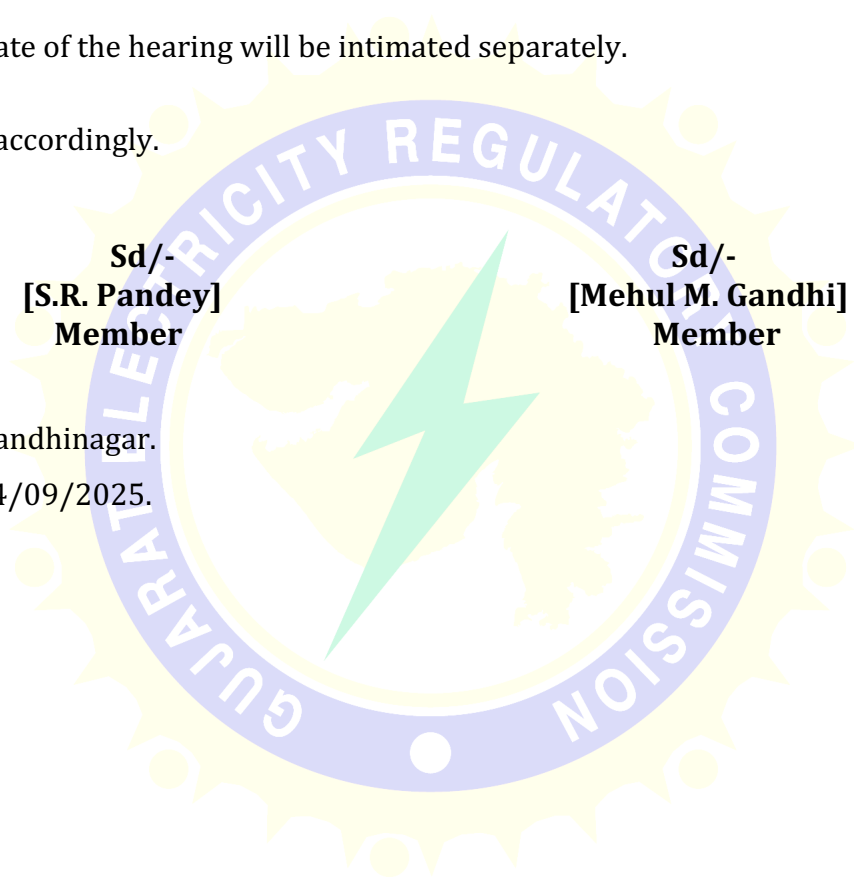 ate of the hearing will be intimated separately.
accordingly.
Sd/- Sd/-
[S.R. Pandey] [Mehul M. Gandhi]
Member Member
andhinagar.
4/09/2025.
GUJARAT ELECTRICITY REGULATORY COMMISSION